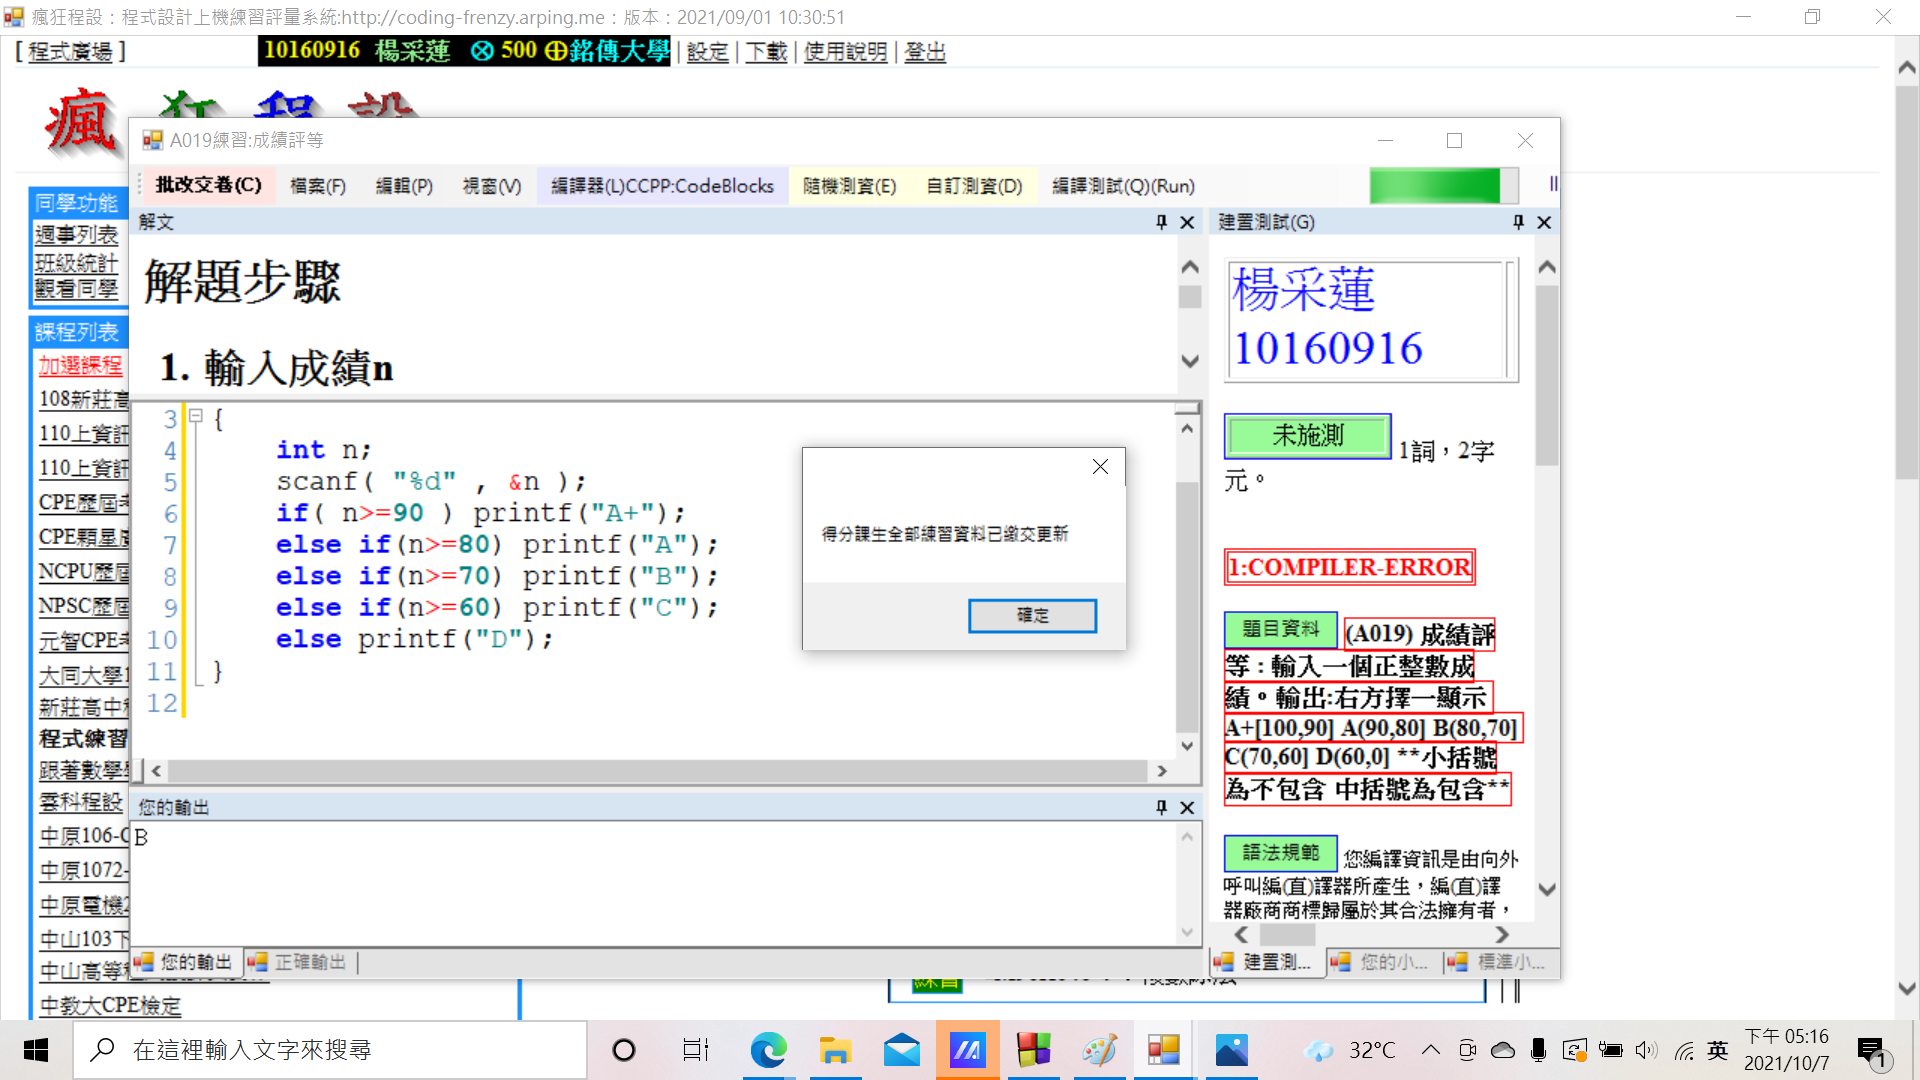 瘋狂程設：程式設計上機練習評量系統:http://coding-frenzy.arping.me：版本：2021/09/01 10:30:51
[ 程式廣場 ]
10160916 楊采蓮 ⊗ 500 ⊕銘傳大學 | 設定 | 下載 | 使用說明 | 登出
瘋狂程設
A019練習:成績評等
批改交卷(C) 檔案(F) 編輯(P) 視窗(V) 編譯器(L)CCPP:CodeBlocks 隨機測資(E) 自訂測資(D) 編譯測試(Q)(Run)
同學功能
週事列表
班級統計
觀看同學
課程列表
加選課程
108新莊高
110上資訊
110上資訊
CPE歷屆考
CPE顆星
NCPU歷屆
NPSC歷屆
元智CPE考
大同大學1
新莊高中
程式練習
跟著數學
雲科程設
中原106-C
中原1072-
中原電機2
中山103下
中山高等
中教大CPE檢定
解文
解題步驟
1. 輸入成績n
3 {
4 int n;
5 scanf( "%d" , &n );
6 if( n>=90 ) printf("A+");
7 else if(n>=80) printf("A");
8 else if(n>=70) printf("B");
9 else if(n>=60) printf("C");
10 else printf("D");
11 }
12
得分課生全部練習資料已繳交更新
確定
您的輸出
B
您的輸出 正確輸出
建置測試(G)
楊采蓮
10160916
未施測 1詞，2字
元。
1:COMPILER-ERROR
題目資料 (A019) 成績評
等 : 輸入一個正整數成
績。輸出:右方擇一顯示
A+[100,90] A(90,80] B(80,70]
C(70,60] D(60,0] **小括號
為不包含 中括號為包含**
語法規範 您編譯資訊是由向外
呼叫編(直)譯器所產生，編(直)譯
器廠商商標歸屬於其合法擁有者，
建置測... 您的小... 標準小...
練習
在這裡輸入文字來搜尋
32°C
英
下午 05:16
2021/10/7
1